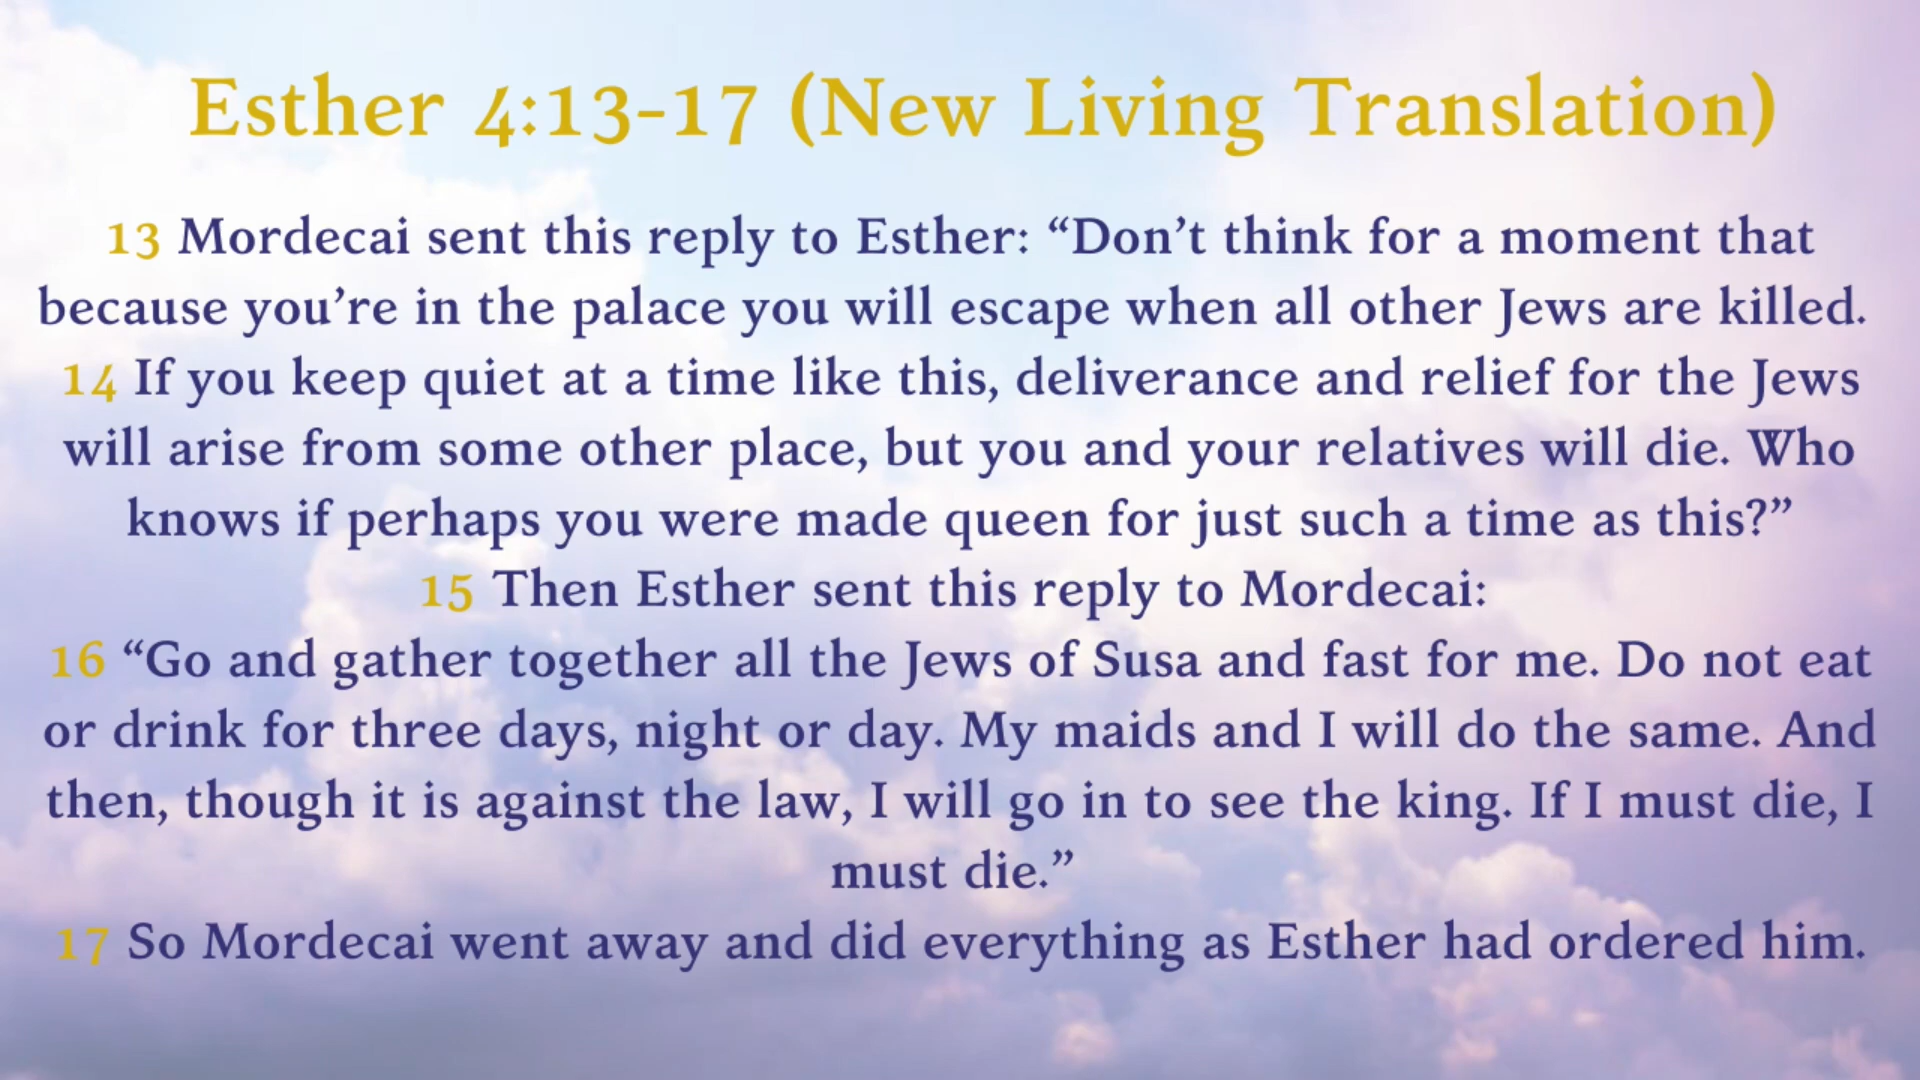 Esther 4:13-17 (New Living Translation)
13 Mordecai sent this reply to Esther: “Don’t think for a moment that
because you’re in the palace you will escape when all other Jews are killed.
14 If you keep quiet at a time like this, deliverance and relief for the Jews
will arise from some other place, but you and your relatives will die. Who
knows if perhaps you were made queen for just such a time as this?”
15 Then Esther sent this reply to Mordecai:
16 “Go and gather together all the Jews of Susa and fast for me. Do not eat
or drink for three days, night or day. My maids and I will do the same. And
then, though it is against the law, I will go in to see the king. If I must die, I
must die.”
17 So Mordecai went away and did everything as Esther had ordered him.